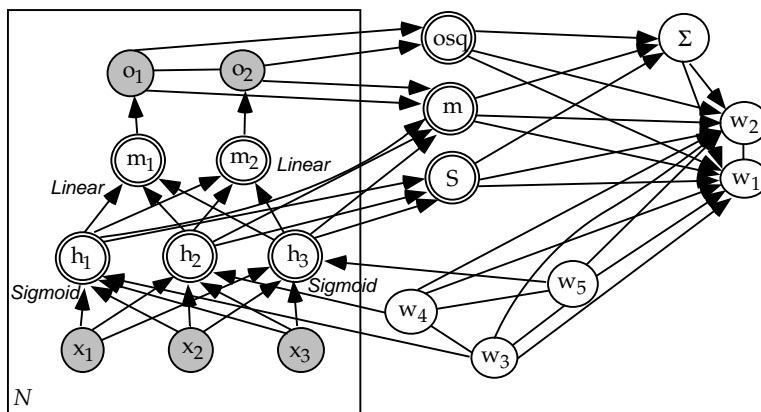 osq Σ
o1 o2
m w2
m1 m2 Linear
Linear S w1
h1 h2 h3
Sigmoid Sigmoid w5
w4
x1 x2 x3 w3
N